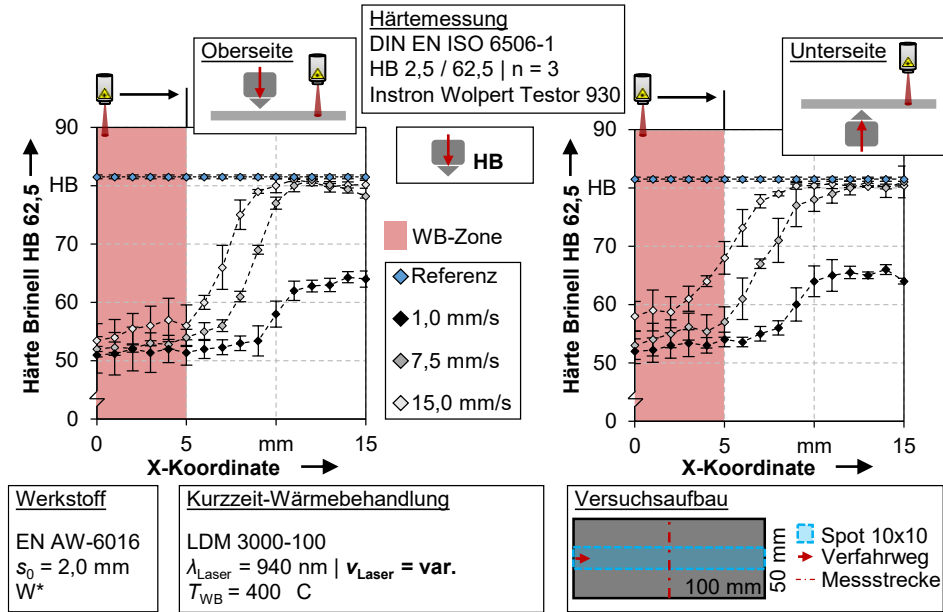 Härtemessung
DIN EN ISO 6506-1
HB 2,5 / 62,5 | n = 3
Instron Wolpert Testor 930
Oberseite
Unterseite
HB
Härte Brinell HB 62,5
90
HB
70
60
50
0
0
5
mm
15
X-Koordinate
WB-Zone
Referenz
1,0 mm/s
7,5 mm/s
15,0 mm/s
Härte Brinell HB 62,5
90
HB
70
60
50
0
0
5
mm
15
X-Koordinate
Werkstoff
EN AW-6016
s₀ = 2,0 mm
W*
Kurzzeit-Wärmebehandlung
LDM 3000-100
λLaser = 940 nm | vLaser = var.
TWB = 400 C
Versuchsaufbau
100 mm
50 mm
Spot 10x10
Verfahrweg
Messstrecke